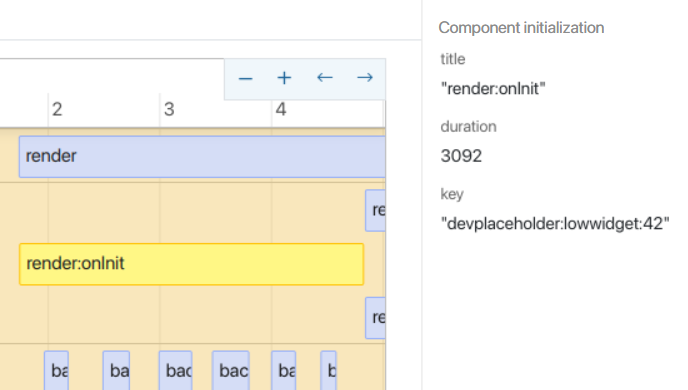 Component initialization
title
"render:onInit"
duration
3092
key
"devplaceholder:lowwidget:42"
− + ← →
2 3 4
render
re
render:onInit
re
ba ba bac bac ba b